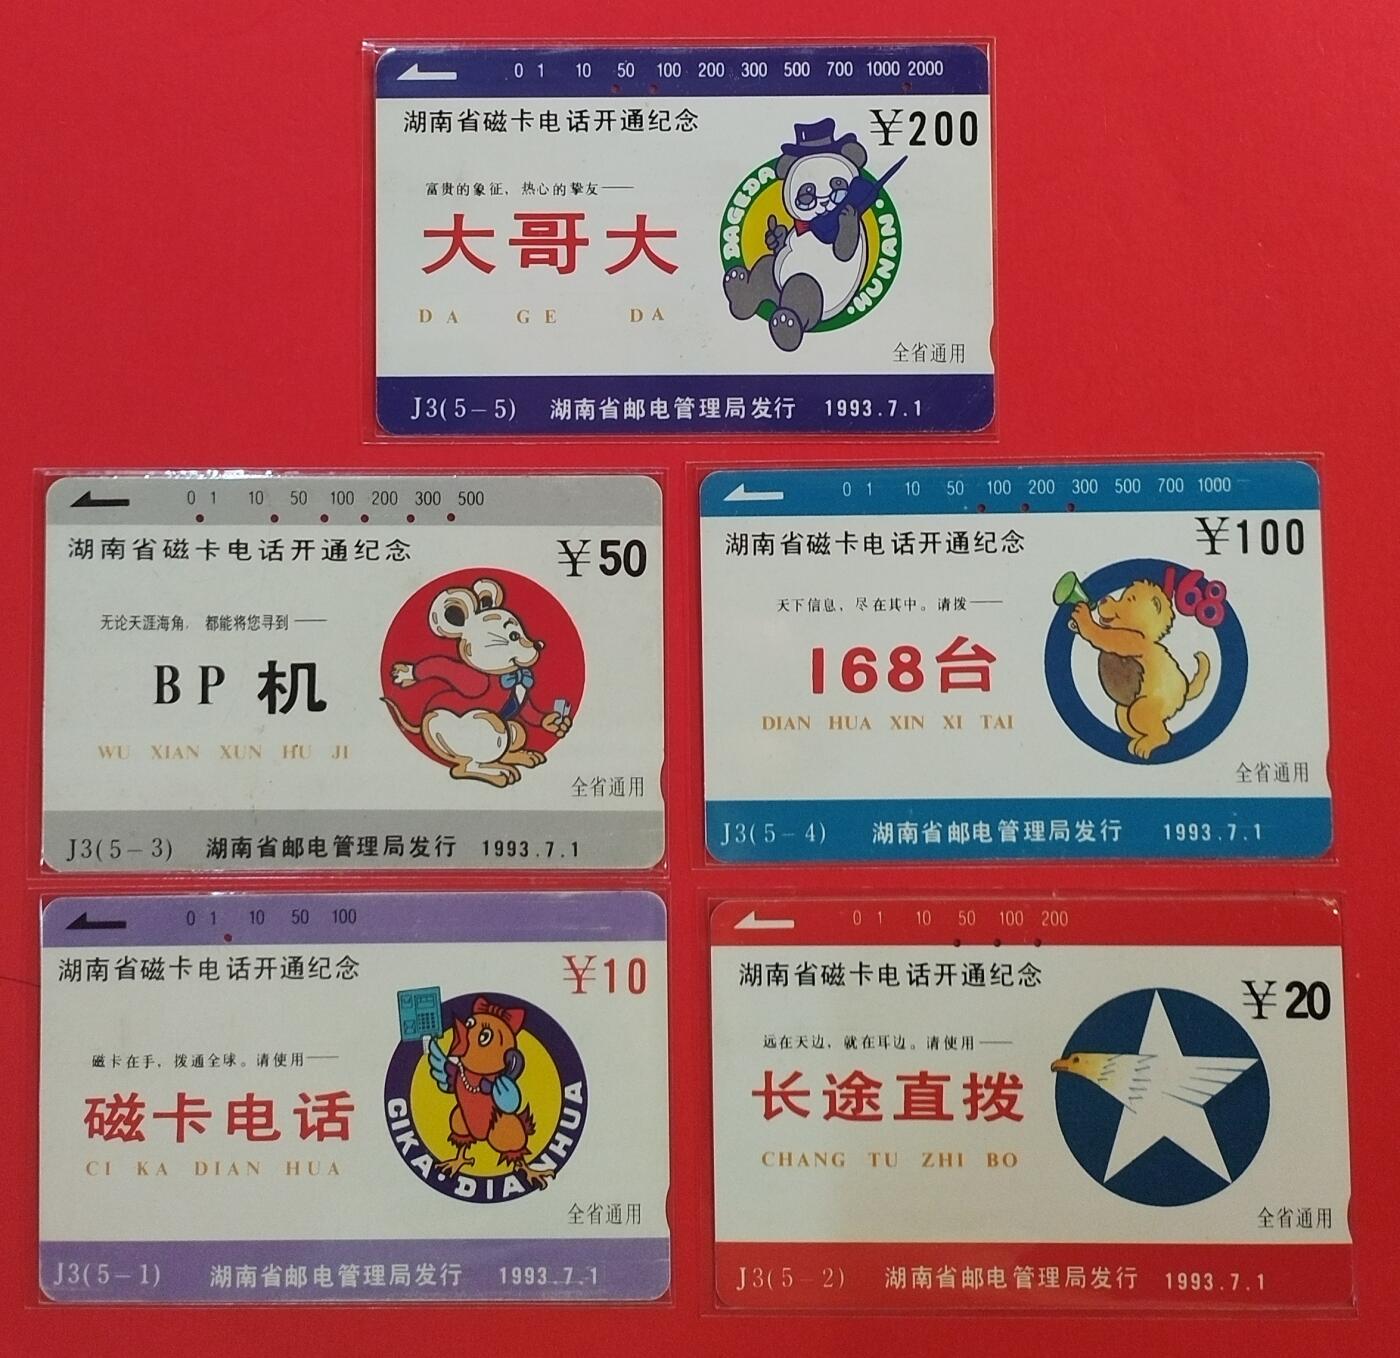 0 1 10 50 100 200 300 500 700 1000 2000
湖南省磁卡电话开通纪念
¥200
富贵的象征，热心的挚友——
大哥大
DA GE DA
DAGEDA
·HUNAN·
全省通用
J3(5-5) 湖南省邮电管理局发行 1993.7.1
0 1 10 50 100 200 300 500
湖南省磁卡电话开通纪念
¥50
无论天涯海角，都能将您寻到——
BP机
WU XIAN XUN HU JI
全省通用
J3(5-3) 湖南省邮电管理局发行 1993.7.1
0 1 10 50 100 200 300 500 700 1000
湖南省磁卡电话开通纪念
¥100
天下信息，尽在其中。请拨——
168台
DIAN HUA XIN XI TAI
168
全省通用
J3(5-4) 湖南省邮电管理局发行 1993.7.1
0 1 10 50 100
湖南省磁卡电话开通纪念
¥10
磁卡在手，拨通全球。请使用——
磁卡电话
CI KA DIAN HUA
CIKA·DIANHUA
全省通用
J3(5-1) 湖南省邮电管理局发行 1993.7.1
0 1 10 50 100 200
湖南省磁卡电话开通纪念
¥20
远在天边，就在耳边。请使用——
长途直拨
CHANG TU ZHI BO
全省通用
J3(5-2) 湖南省邮电管理局发行 1993.7.1